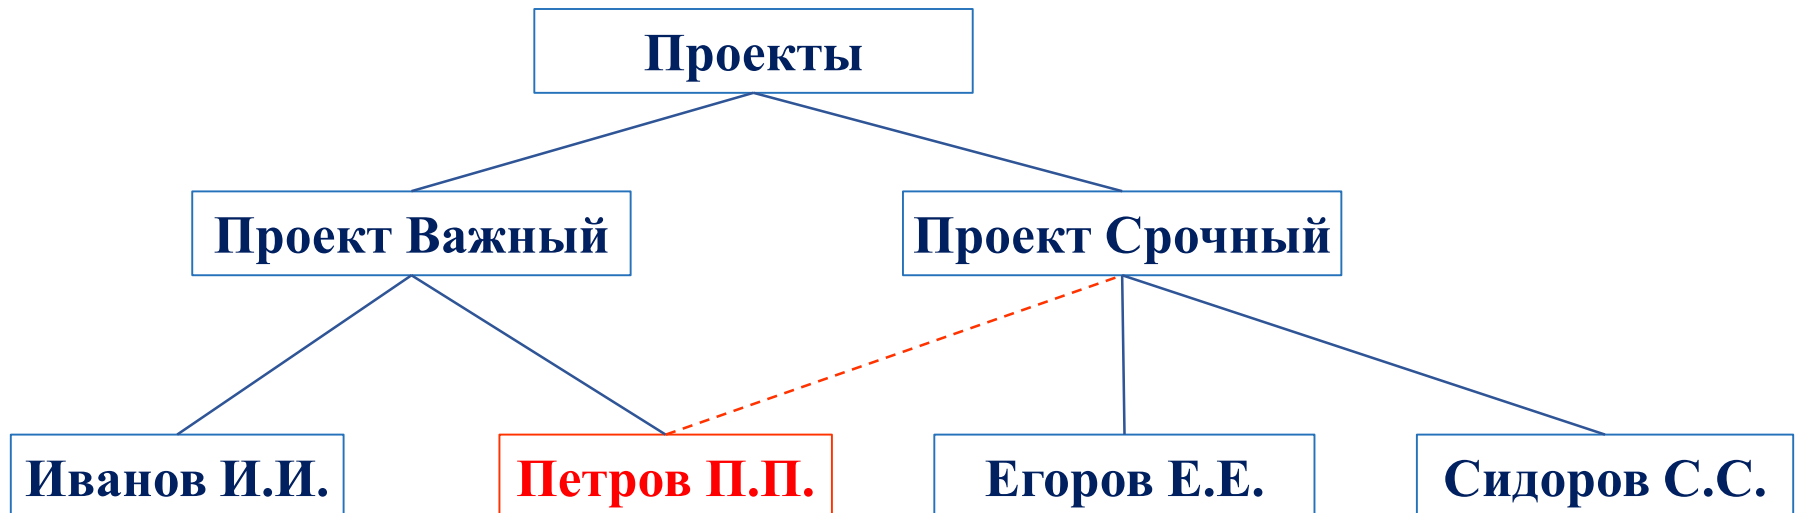 Проекты
Проект Важный
Проект Срочный
Иванов И.И.
Петров П.П.
Егоров Е.Е.
Сидоров С.С.